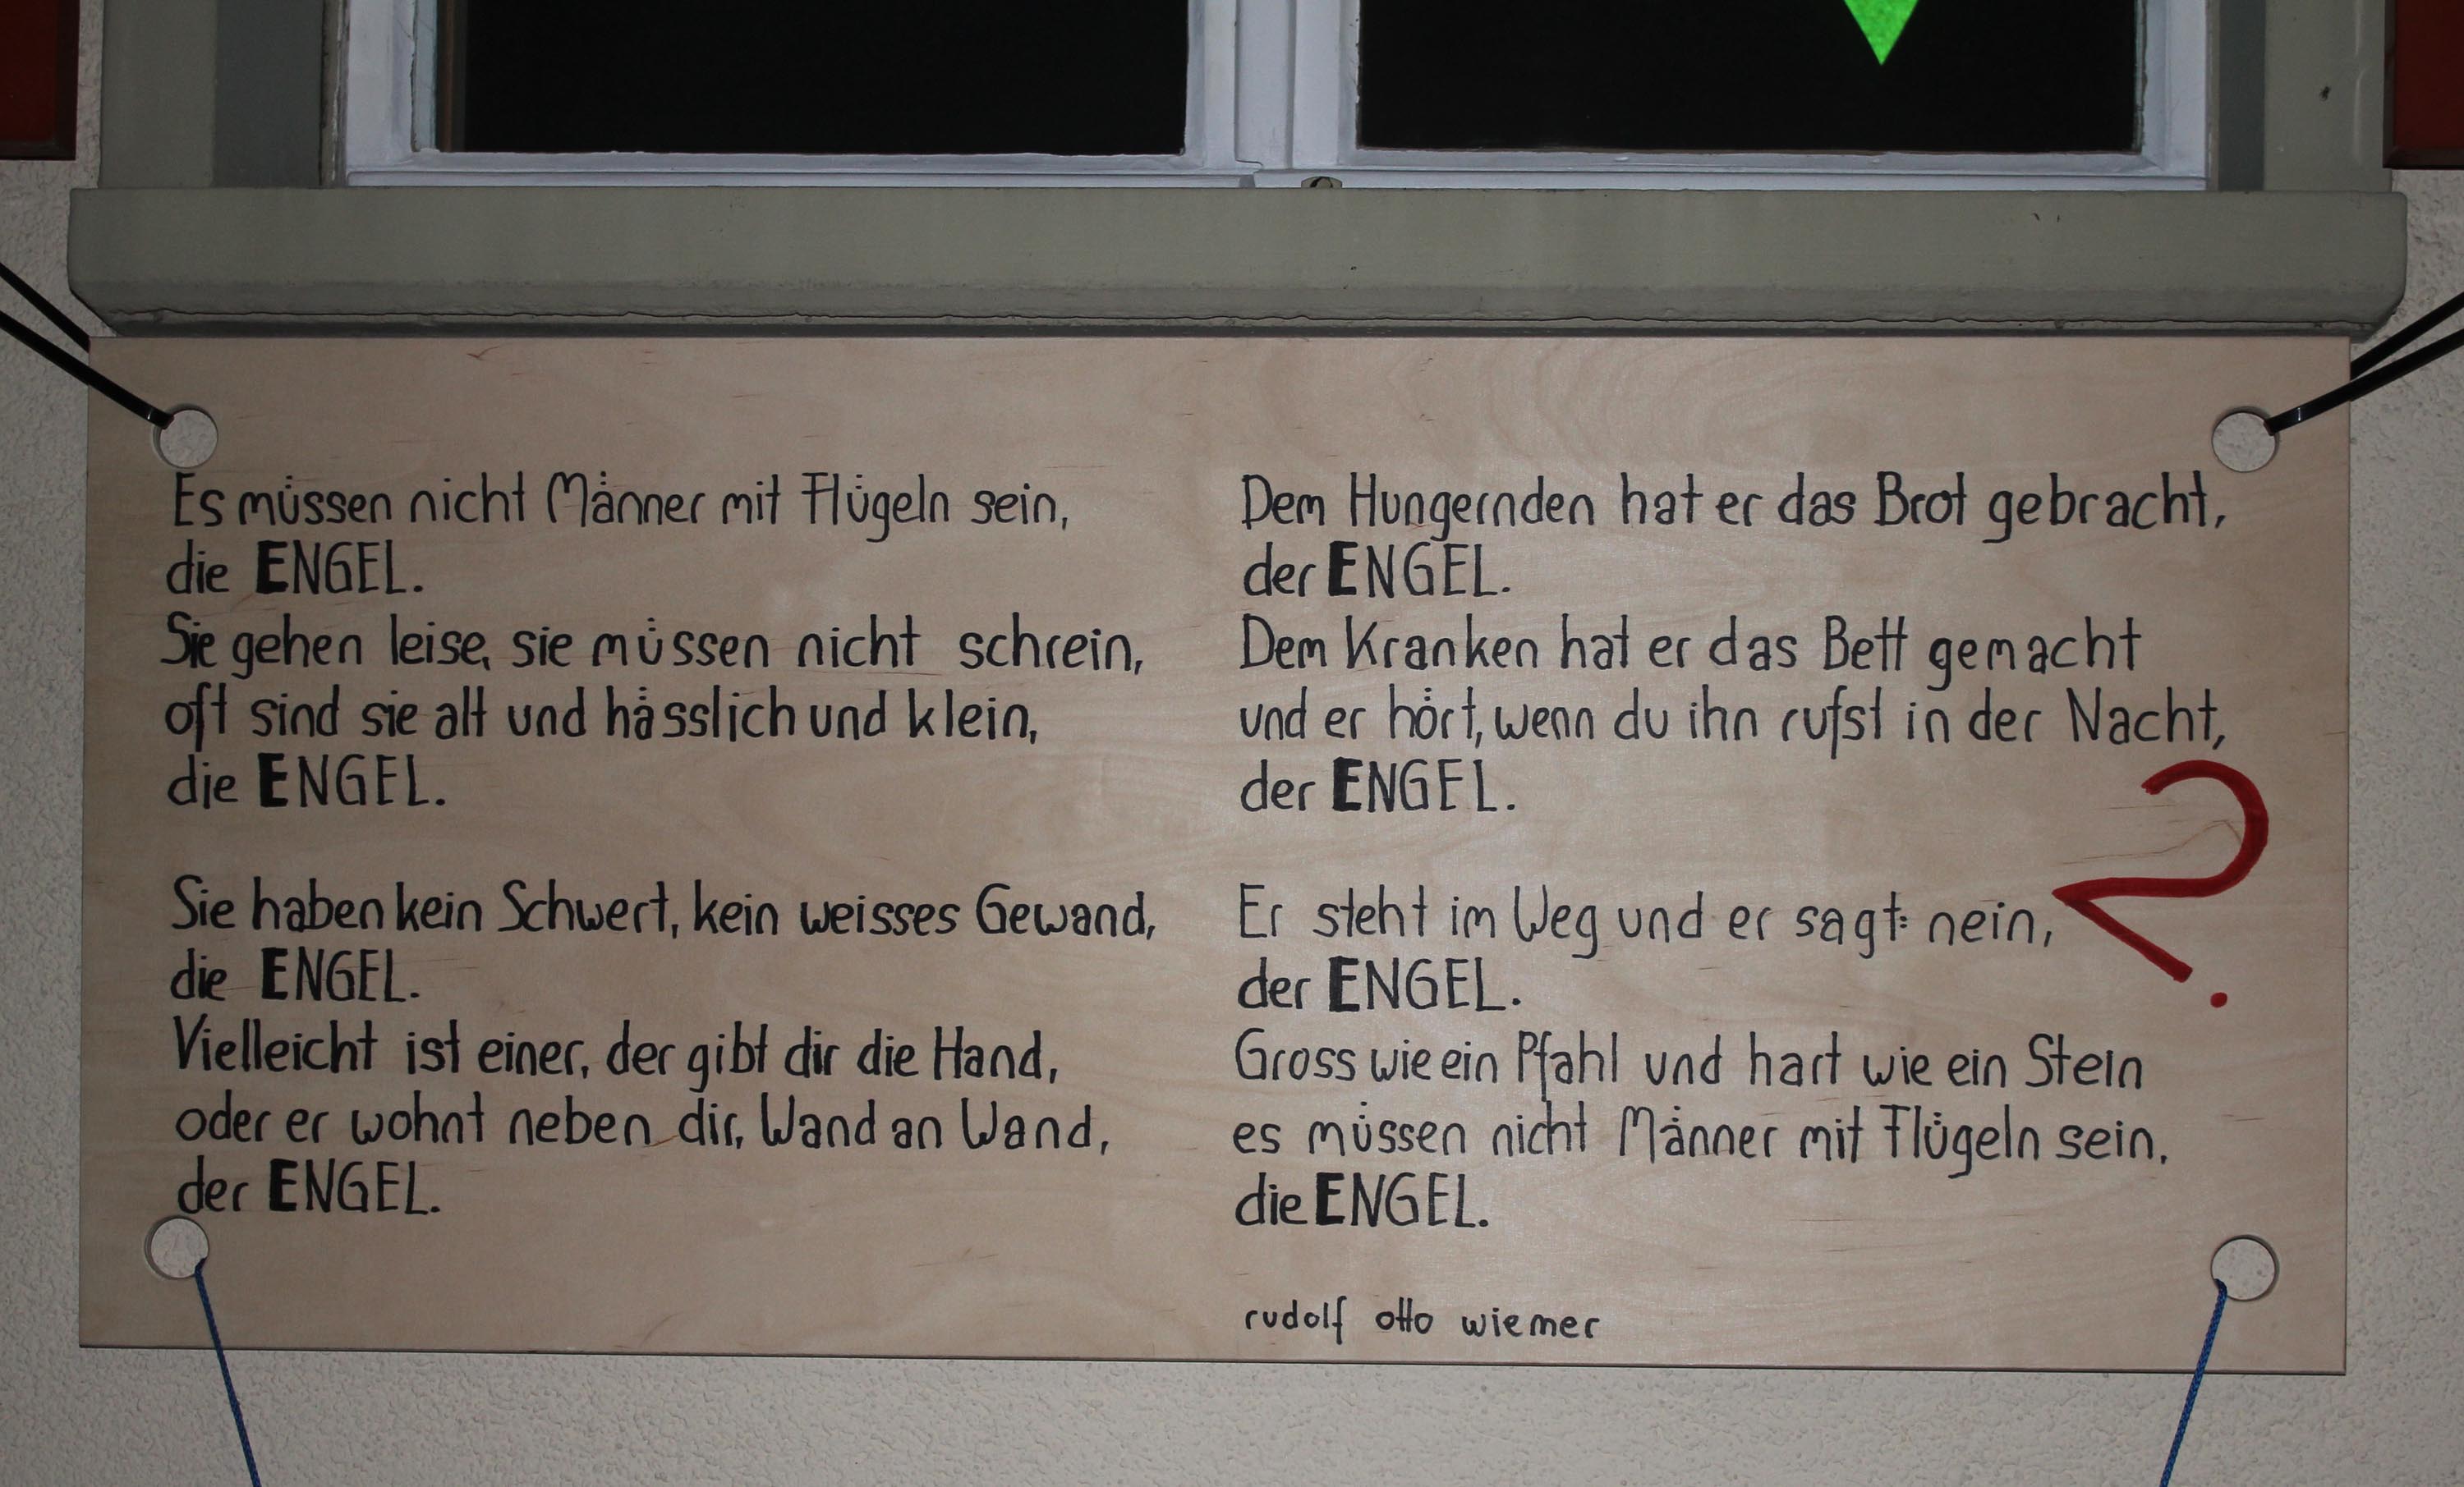 Es müssen nicht Männer mit Flügeln sein,
die ENGEL.
Sie gehen leise, sie müssen nicht schrein,
oft sind sie alt und hässlich und klein,
die ENGEL.
Sie haben kein Schwert, kein weisses Gewand,
die ENGEL.
Vielleicht ist einer, der gibt dir die Hand,
oder er wohnt neben dir, Wand an Wand,
der ENGEL.
Dem Hungernden hat er das Brot gebracht,
der ENGEL.
Dem Kranken hat er das Bett gemacht
und er hört, wenn du ihn rufst in der Nacht,
der ENGEL.
Er steht im Weg und er sagt: nein,
der ENGEL.
Gross wie ein Pfahl und hart wie ein Stein
es müssen nicht Männer mit Flügeln sein.
die ENGEL.
?
rudolf otto wiemer